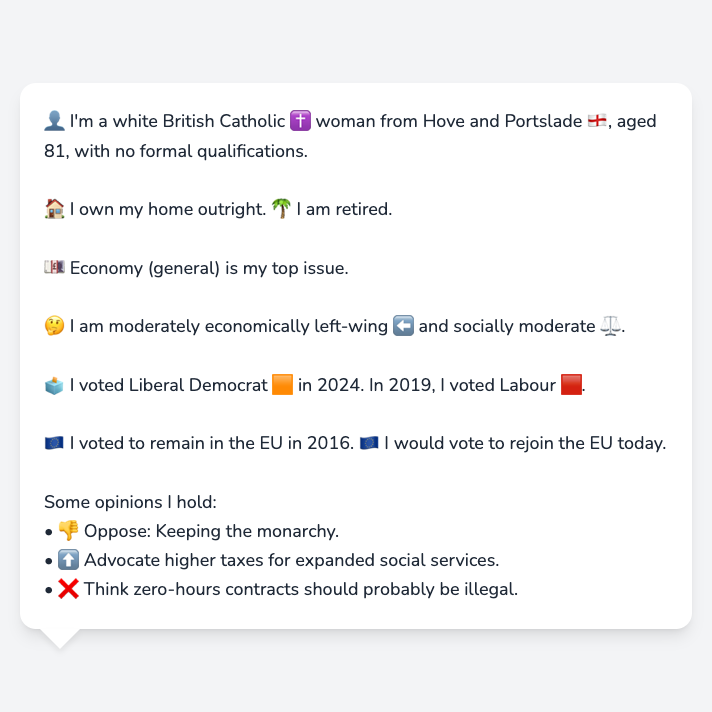 👤 I'm a white British Catholic ✝️ woman from Hove and Portslade 🏴󠁧󠁢󠁥󠁮󠁧󠁿, aged
81, with no formal qualifications.
🏠 I own my home outright. 🌴 I am retired.
💷 Economy (general) is my top issue.
🤔 I am moderately economically left-wing ⬅️ and socially moderate ⚖️.
🗳️ I voted Liberal Democrat 🟧 in 2024. In 2019, I voted Labour 🟥.
🇪🇺 I voted to remain in the EU in 2016. 🇪🇺 I would vote to rejoin the EU today.
Some opinions I hold:
• 👎 Oppose: Keeping the monarchy.
• ⬆️ Advocate higher taxes for expanded social services.
• ❌ Think zero-hours contracts should probably be illegal.